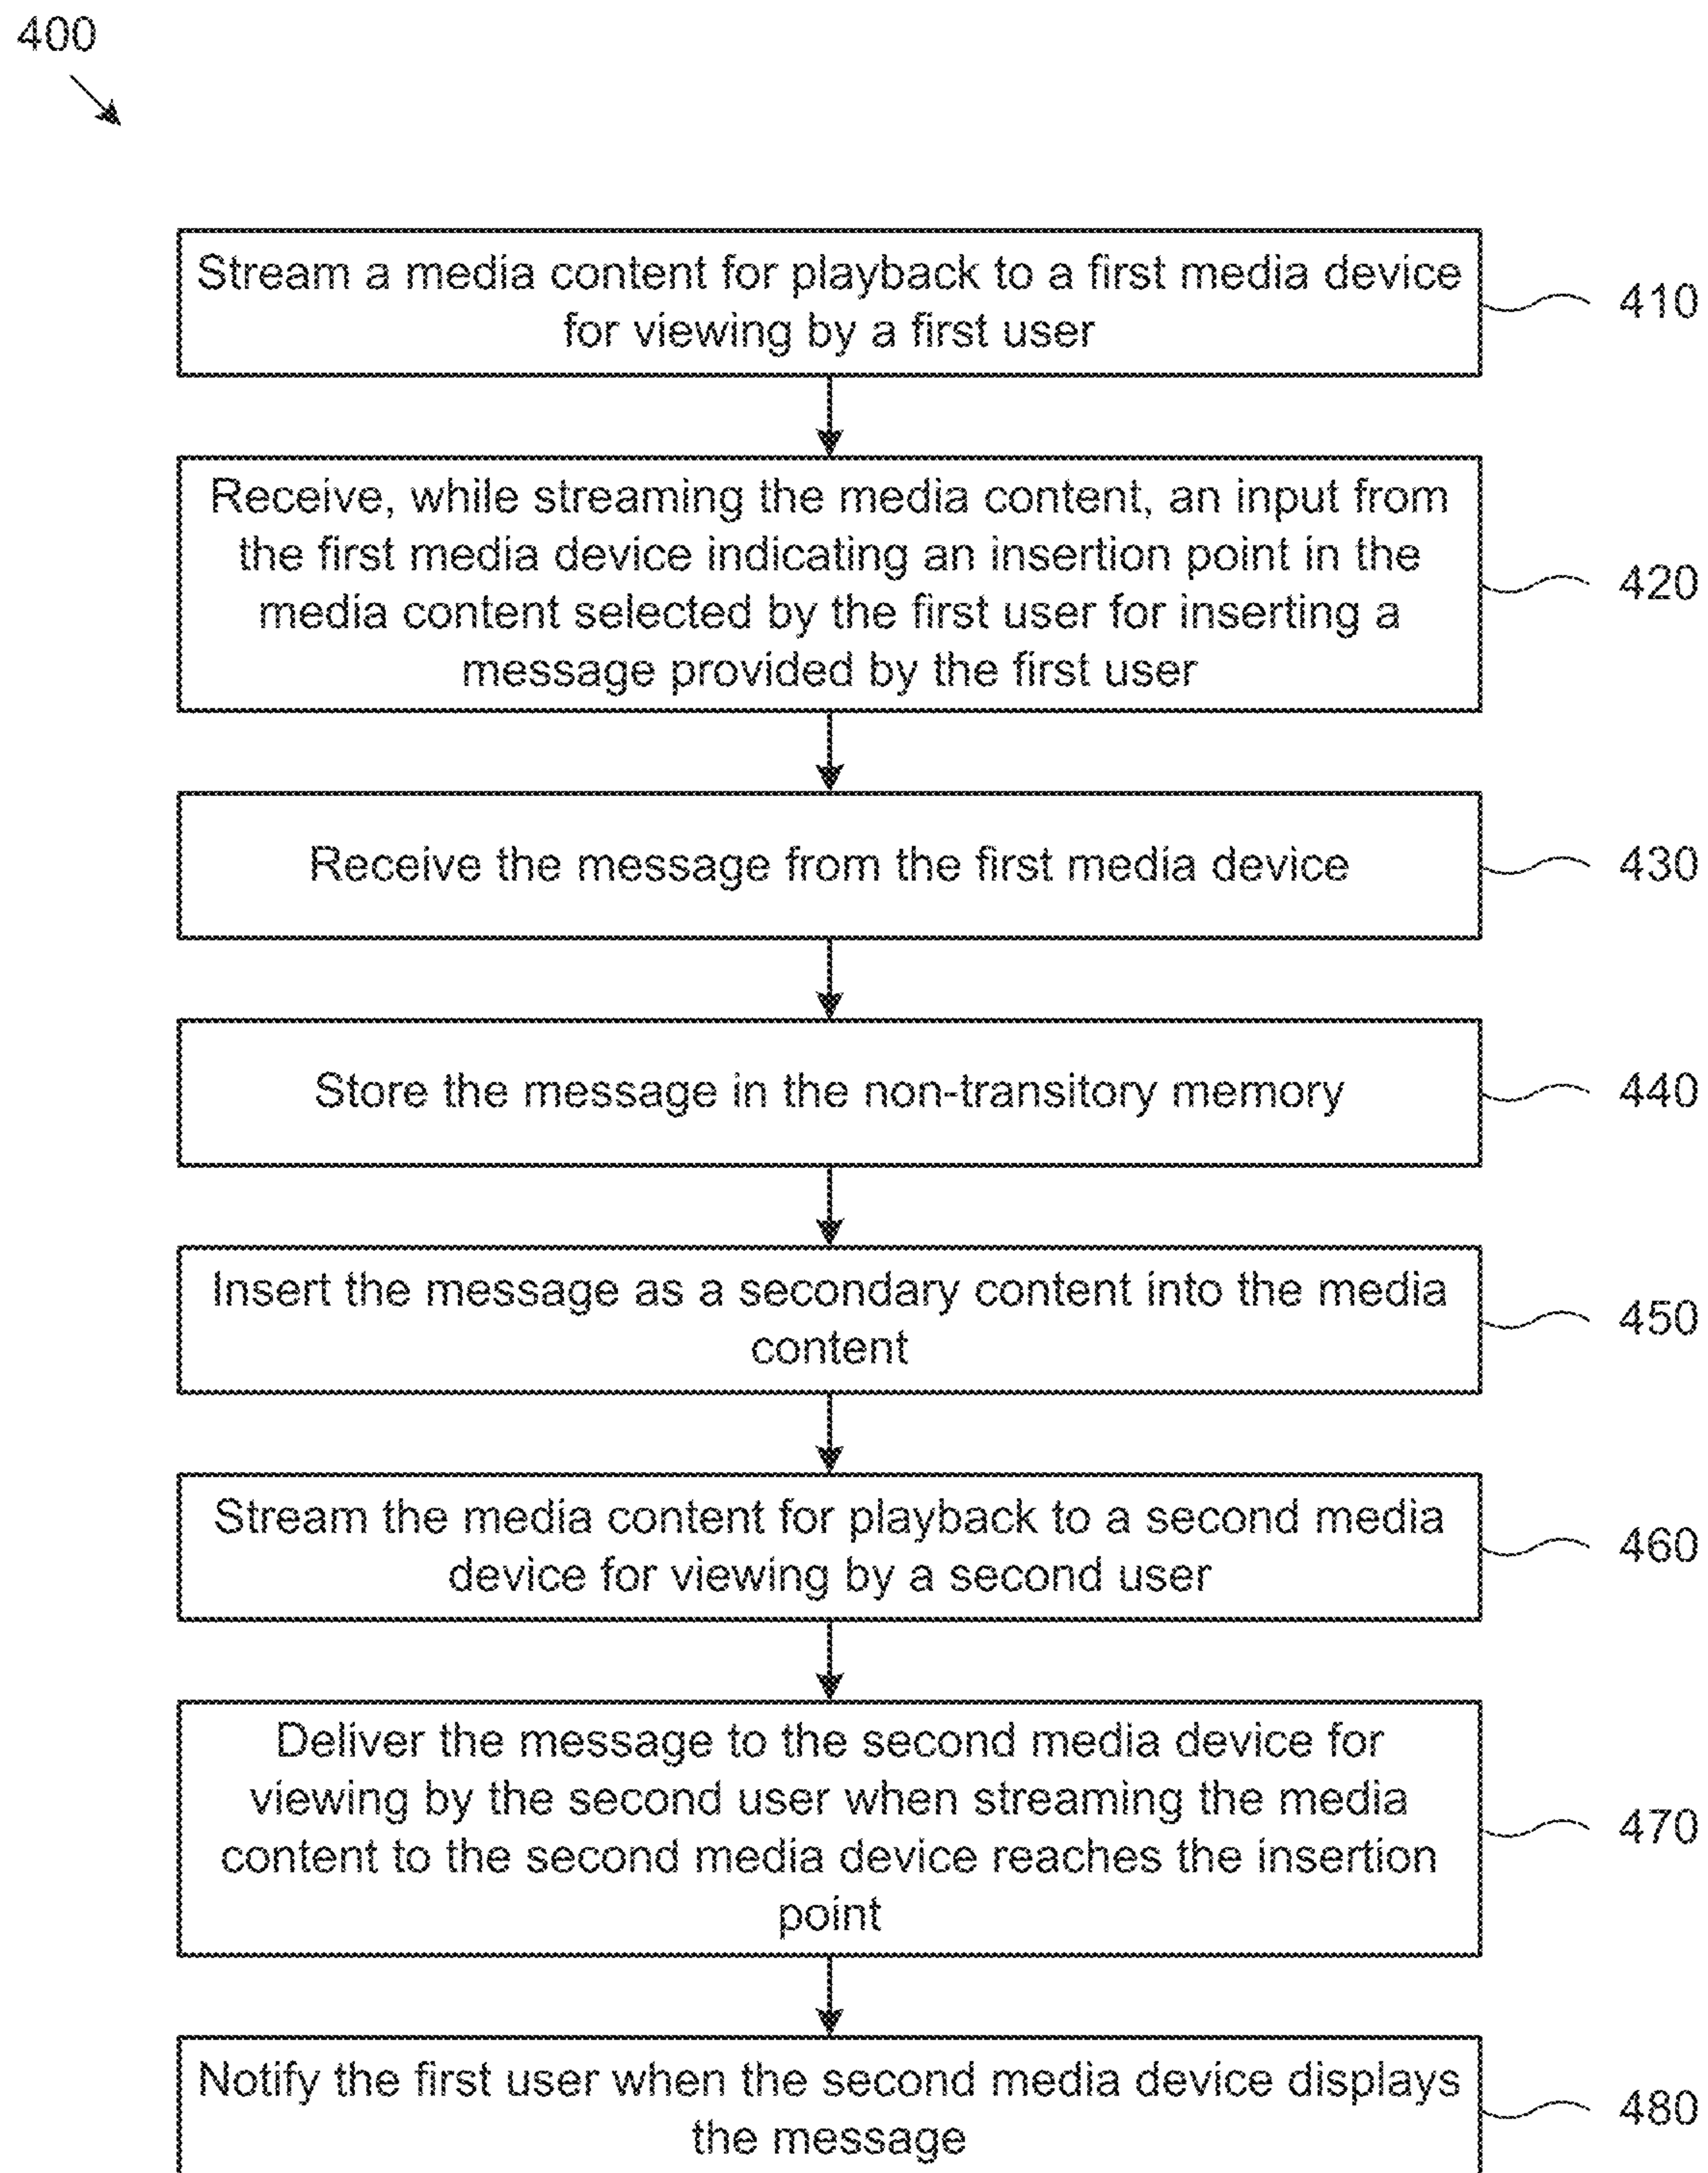 400
Stream a media content for playback to a first media device
for viewing by a first user
410
Receive, while streaming the media content, an input from
the first media device indicating an insertion point in the
media content selected by the first user for inserting a
message provided by the first user
420
Receive the message from the first media device
430
Store the message in the non-transitory memory
440
Insert the message as a secondary content into the media
content
450
Stream the media content for playback to a second media
device for viewing by a second user
460
Deliver the message to the second media device for
viewing by the second user when streaming the media
content to the second media device reaches the insertion
point
470
Notify the first user when the second media device displays
the message
480